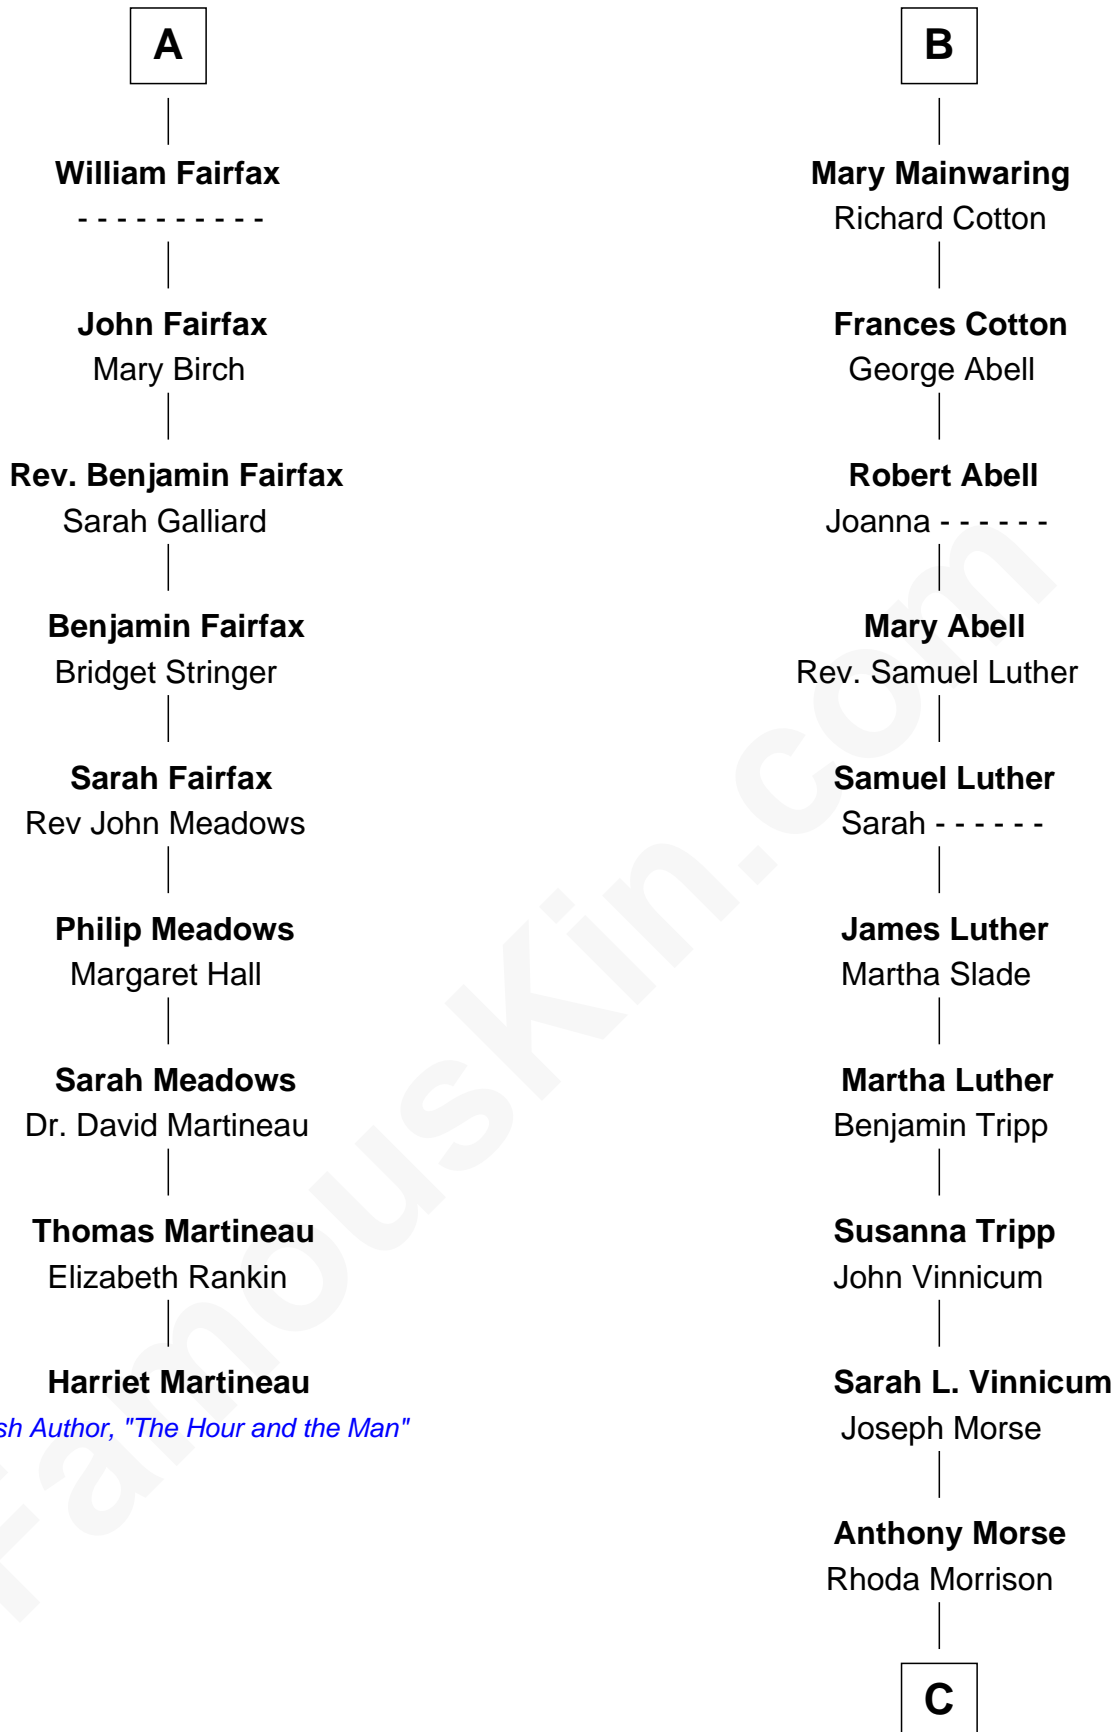 A
William Fairfax
- - - - - - - - - -
John Fairfax
Mary Birch
Rev. Benjamin Fairfax
Sarah Galliard
Benjamin Fairfax
Bridget Stringer
Sarah Fairfax
Rev John Meadows
Philip Meadows
Margaret Hall
Sarah Meadows
Dr. David Martineau
Thomas Martineau
Elizabeth Rankin
Harriet Martineau
Author, "The Hour and the Man"
B
Mary Mainwaring
Richard Cotton
Frances Cotton
George Abell
Robert Abell
Joanna - - - - - -
Mary Abell
Rev. Samuel Luther
Samuel Luther
Sarah - - - - - -
James Luther
Martha Slade
Martha Luther
Benjamin Tripp
Susanna Tripp
John Vinnicum
Sarah L. Vinnicum
Joseph Morse
Anthony Morse
Rhoda Morrison
C
FamousKin.com